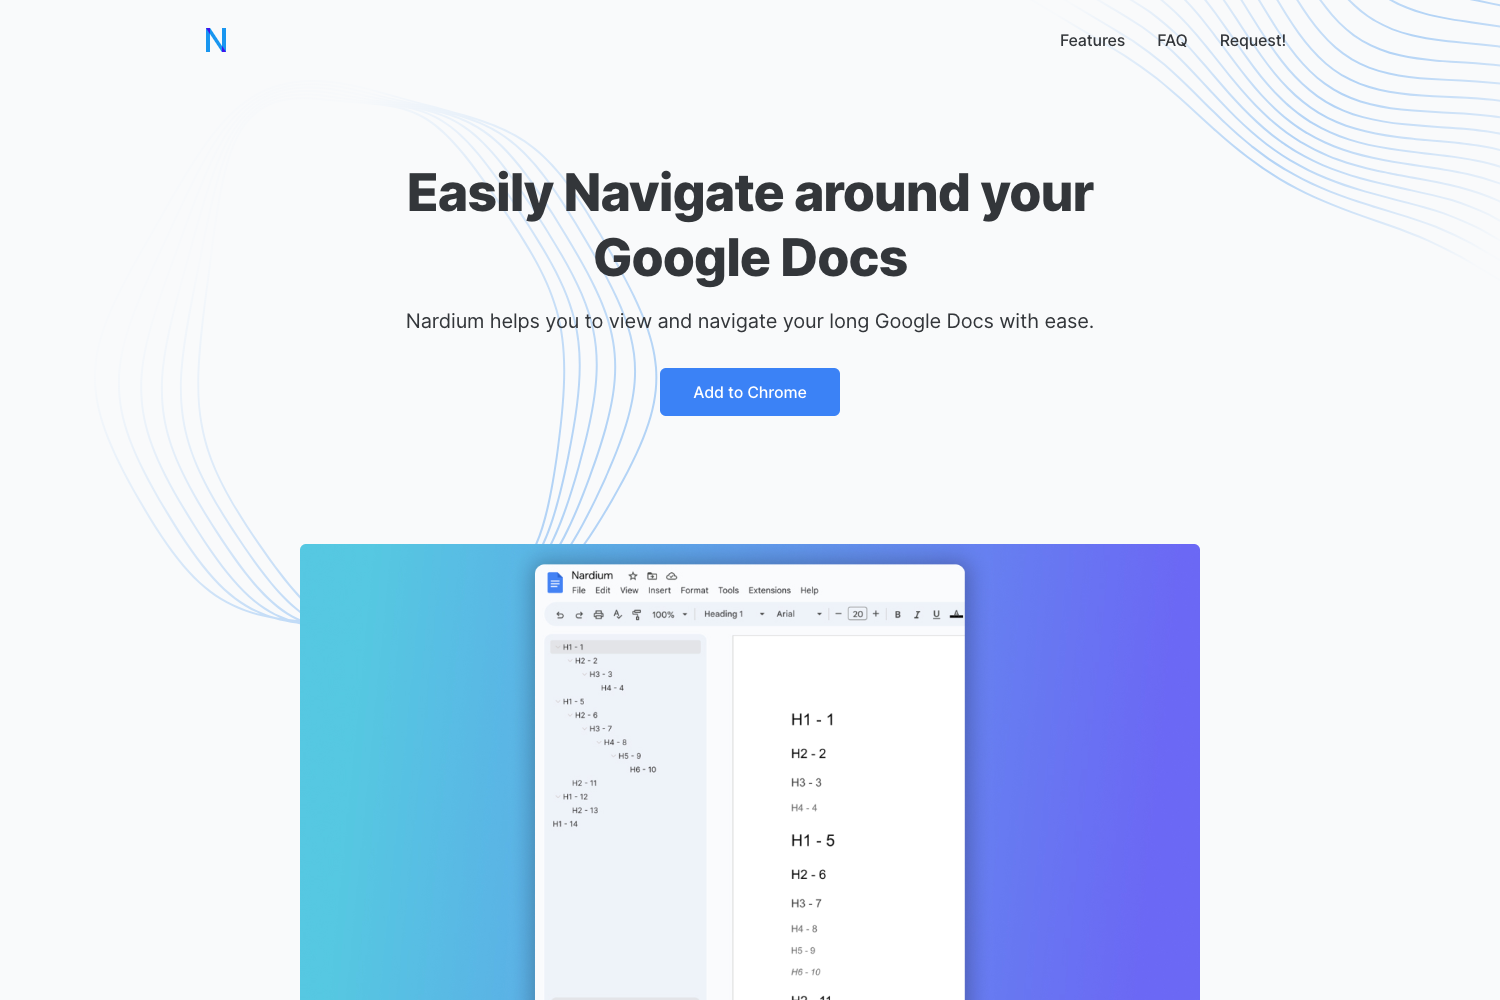 N
Features FAQ Request!
Easily Navigate around your
Google Docs
Nardium helps you to view and navigate your long Google Docs with ease.
Add to Chrome
Nardium
File Edit View Insert Format Tools Extensions Help
100% Heading 1 Arial 20 B I U A
H1 - 1
H2 - 2
H3 - 3
H4 - 4
H1 - 5
H2 - 6
H3 - 7
H4 - 8
H5 - 9
H6 - 10
H2 - 11
H1 - 12
H2 - 13
H1 - 14
H1 - 1
H2 - 2
H3 - 3
H4 - 4
H1 - 5
H2 - 6
H3 - 7
H4 - 8
H5 - 9
H6 - 10
H2 - 11